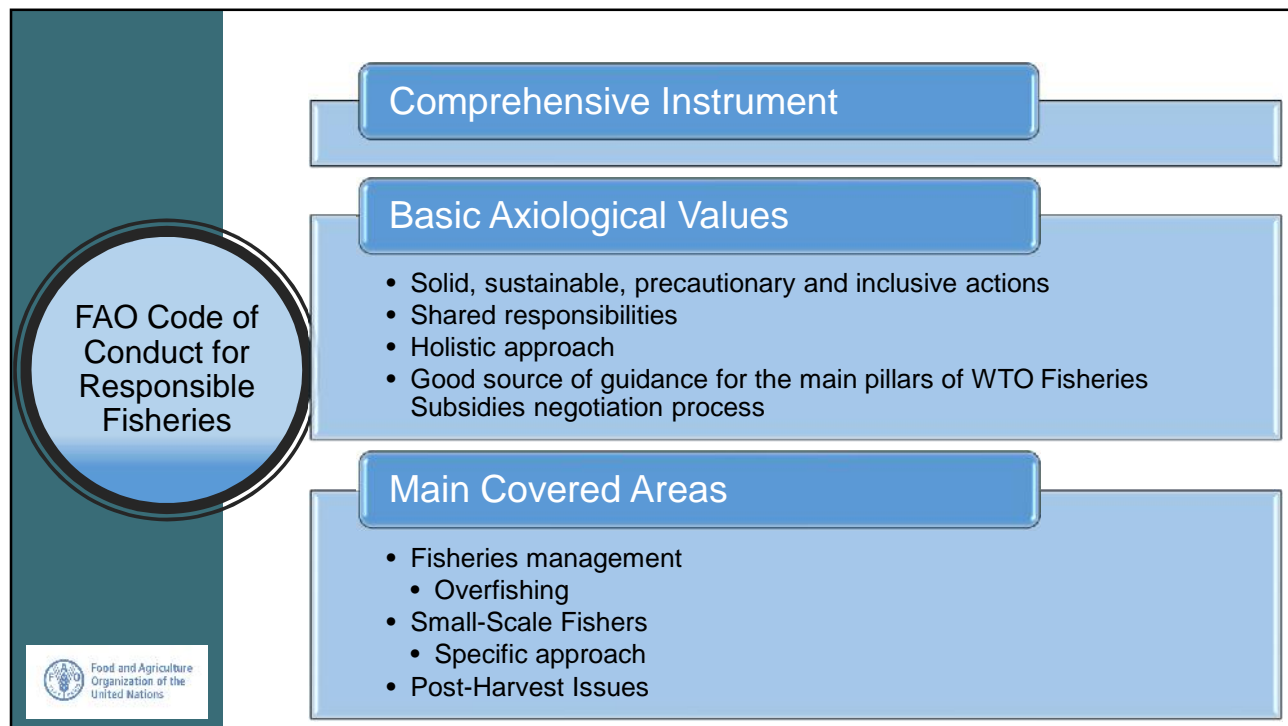 FAO Code of
Conduct for
Responsible
Fisheries
Comprehensive Instrument
Basic Axiological Values
• Solid, sustainable, precautionary and inclusive actions
• Shared responsibilities
• Holistic approach
• Good source of guidance for the main pillars of WTO Fisheries
Subsidies negotiation process
Main Covered Areas
• Fisheries management
• Overfishing
• Small-Scale Fishers
• Specific approach
• Post-Harvest Issues
Food and Agriculture
Organization of the
United Nations